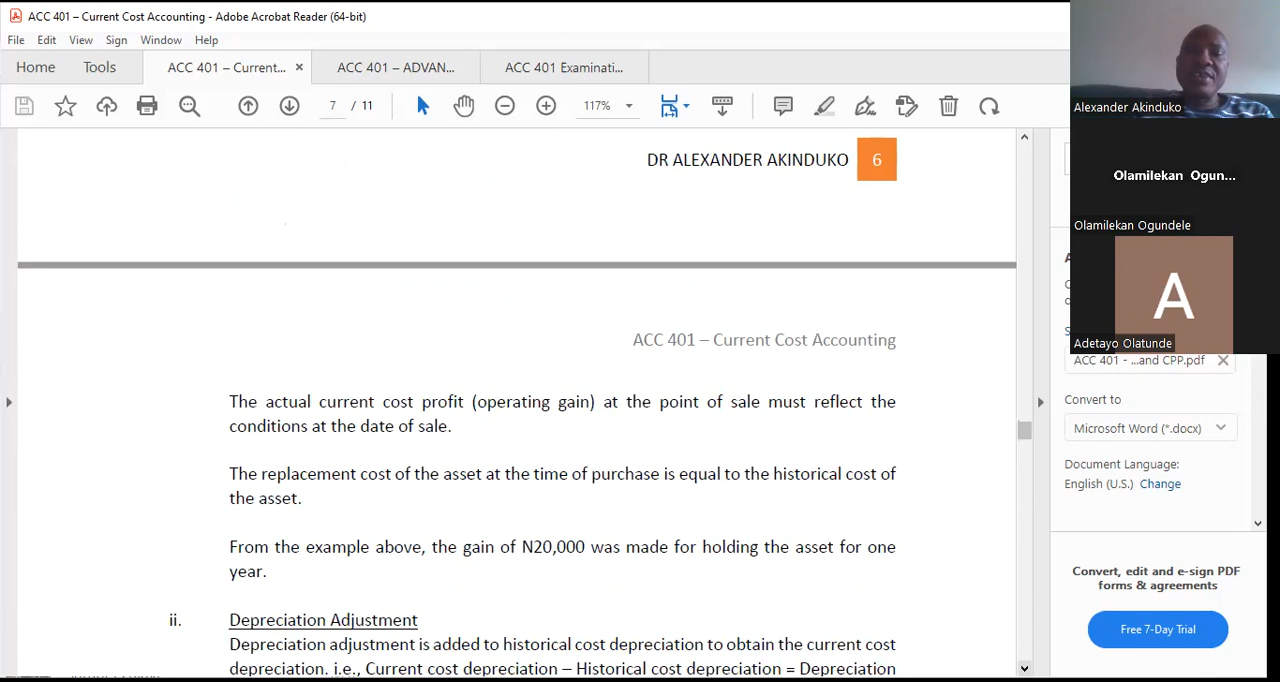 ACC 401 – Current Cost Accounting - Adobe Acrobat Reader (64-bit)
File Edit View Sign Window Help
Home Tools ACC 401 – Current... × ACC 401 – ADVAN... ACC 401 Examinati...
7 / 11 117%
DR ALEXANDER AKINDUKO 6
ACC 401 – Current Cost Accounting
The actual current cost profit (operating gain) at the point of sale must reflect the
conditions at the date of sale.
The replacement cost of the asset at the time of purchase is equal to the historical cost of
the asset.
From the example above, the gain of N20,000 was made for holding the asset for one
year.
ii. Depreciation Adjustment
Depreciation adjustment is added to historical cost depreciation to obtain the current cost
depreciation. i.e., Current cost depreciation – Historical cost depreciation = Depreciation
Alexander Akinduko
Olamilekan Ogun...
Olamilekan Ogundele
A
Adetayo Olatunde
ACC 401 - ...and CPP.pdf ×
Convert to
Microsoft Word (*.docx)
Document Language:
English (U.S.) Change
Convert, edit and e-sign PDF
forms & agreements
Free 7-Day Trial